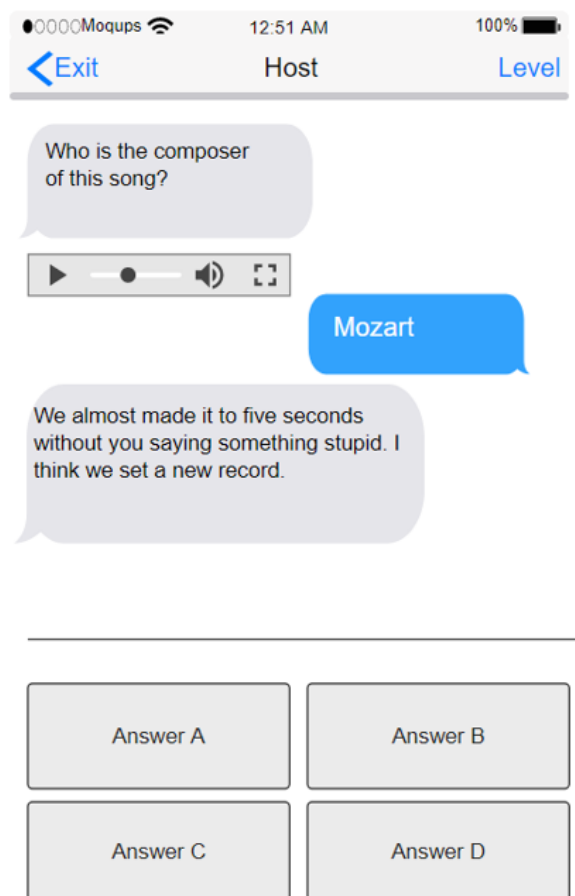 Moqups 12:51 AM 100%
Exit Host Level
Who is the composer
of this song?
Mozart
We almost made it to five seconds
without you saying something stupid. I
think we set a new record.
Answer A Answer B
Answer C Answer D